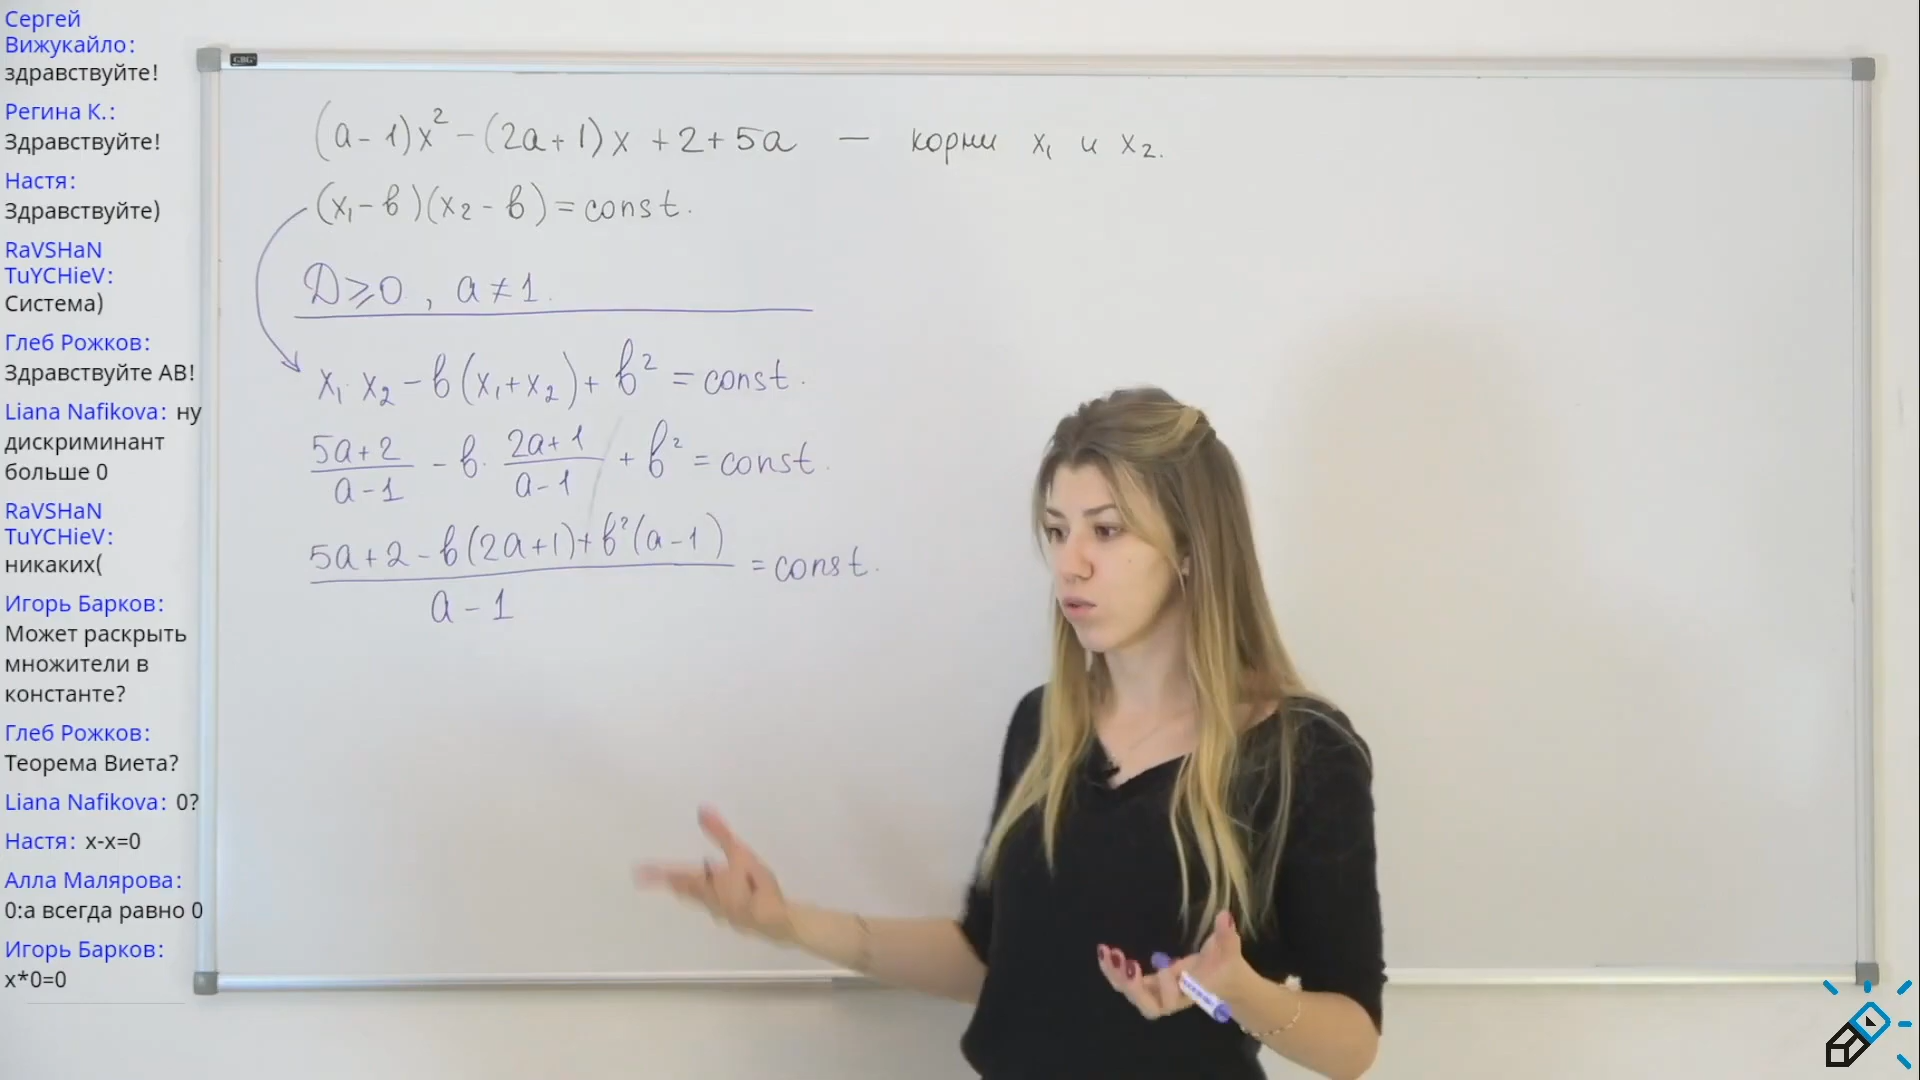 Сергей
Вижукайло:
здравствуйте!
Регина К.:
Здравствуйте!
Настя:
Здравствуйте)
RaVSHaN
TuYCHieV:
Система)
Глеб Рожков:
Здравствуйте АВ!
Liana Nafikova: ну
дискриминант
больше 0
RaVSHaN
TuYCHieV:
никаких(
Игорь Барков:
Может раскрыть
множители в
константе?
Глеб Рожков:
Теорема Виета?
Liana Nafikova: 0?
Настя: x-x=0
Алла Малярова:
0:а всегда равно 0
Игорь Барков:
x*0=0
(a-1)x² - (2a+1)x + 2 + 5a — корни x₁ и x₂.
(x₁-в)(x₂-в) = const.
D⩾0, a≠1.
x₁·x₂ - в(x₁+x₂) + в² = const.
(5a+2)/(a-1) - в·(2a+1)/(a-1) + в² = const.
(5a+2-в(2a+1)+в²(a-1))/(a-1) = const.